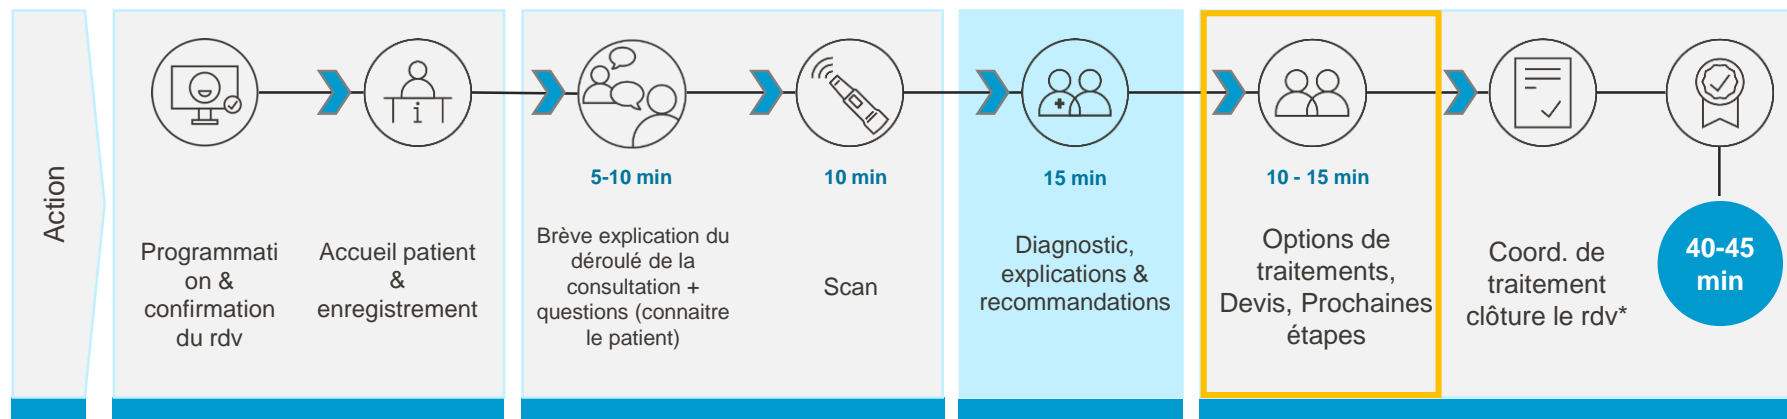 Action
Programmati
on &
confirmation
du rdv
i
Accueil patient
&
enregistrement
5-10 min
Brève explication du
déroulé de la
consultation +
questions (connaitre
le patient)
10 min
Scan
15 min
Diagnostic,
explications &
recommandations
10 - 15 min
Options de
traitements,
Devis, Prochaines
étapes
Coord. de
traitement
clôture le rdv*
40-45
min